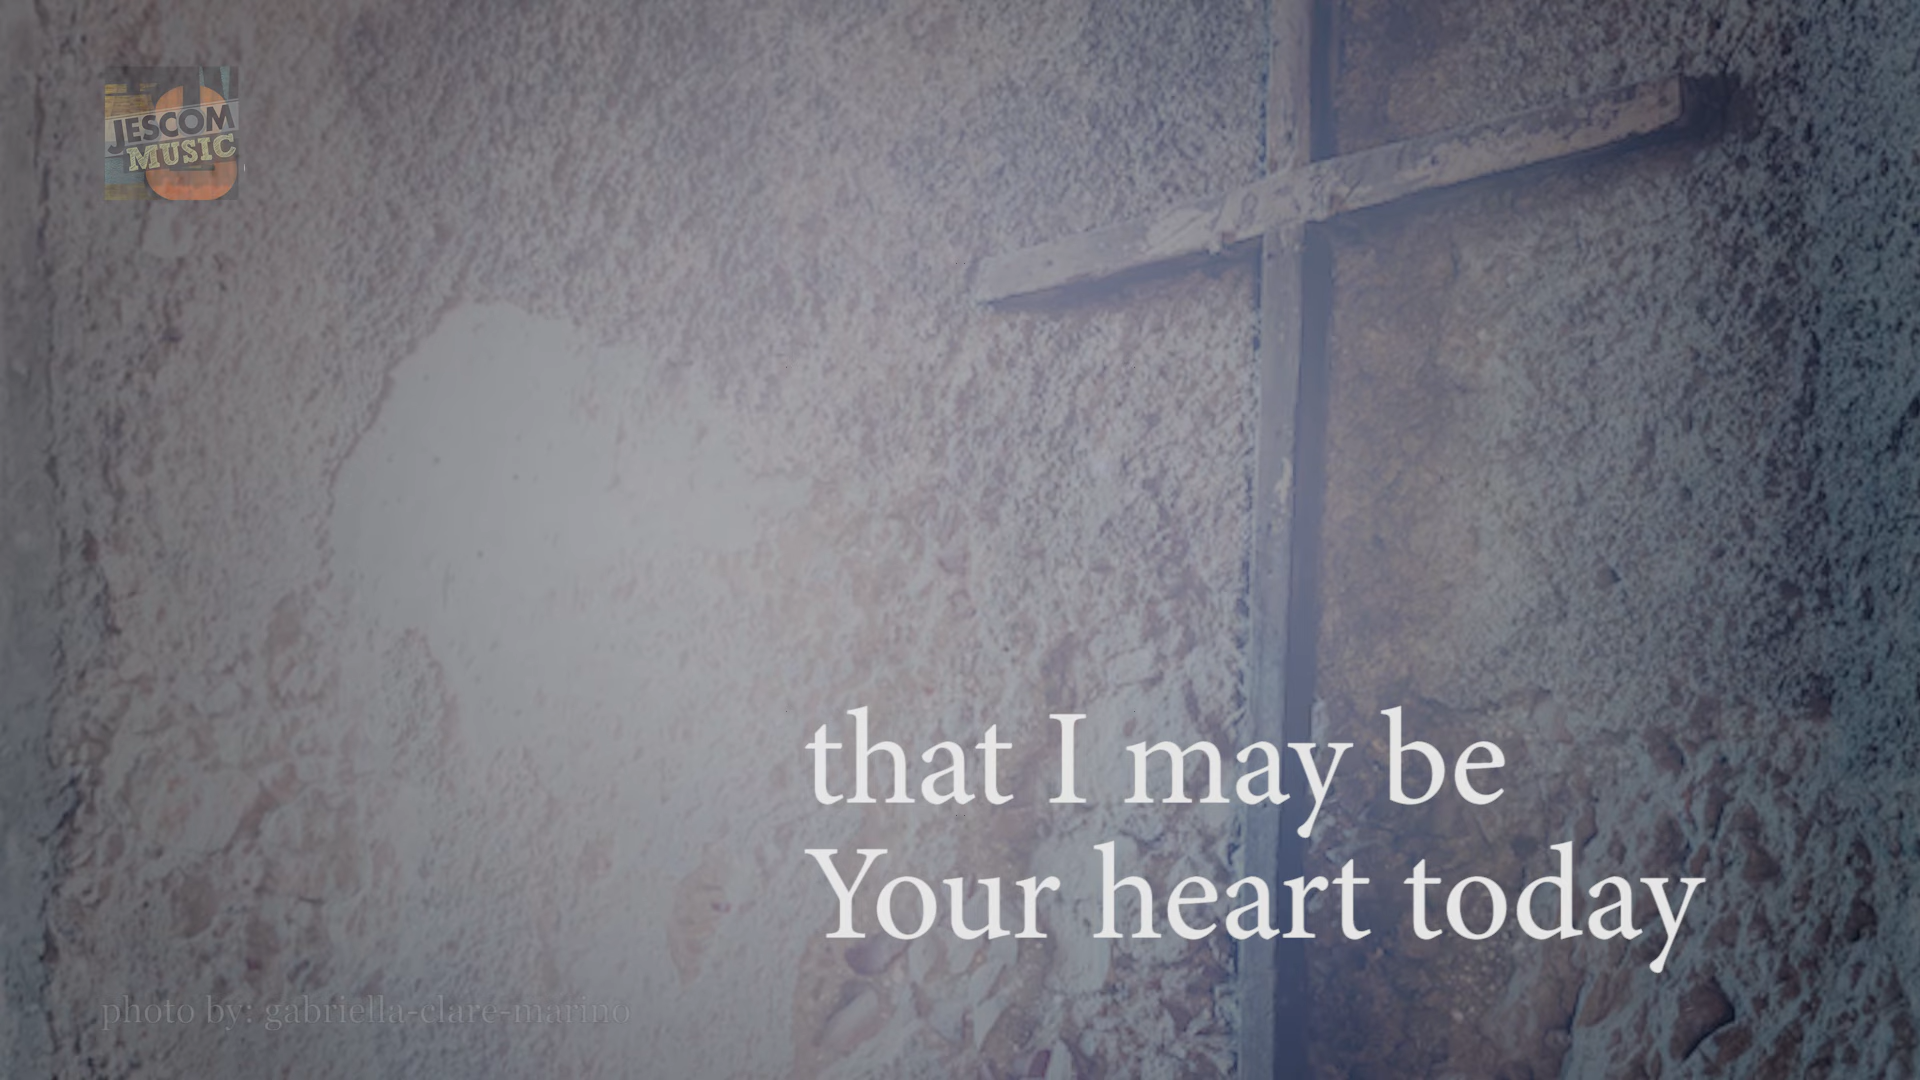 JESCOM
MUSIC
that I may be
Your heart today
photo by: gabriella-clare-marino